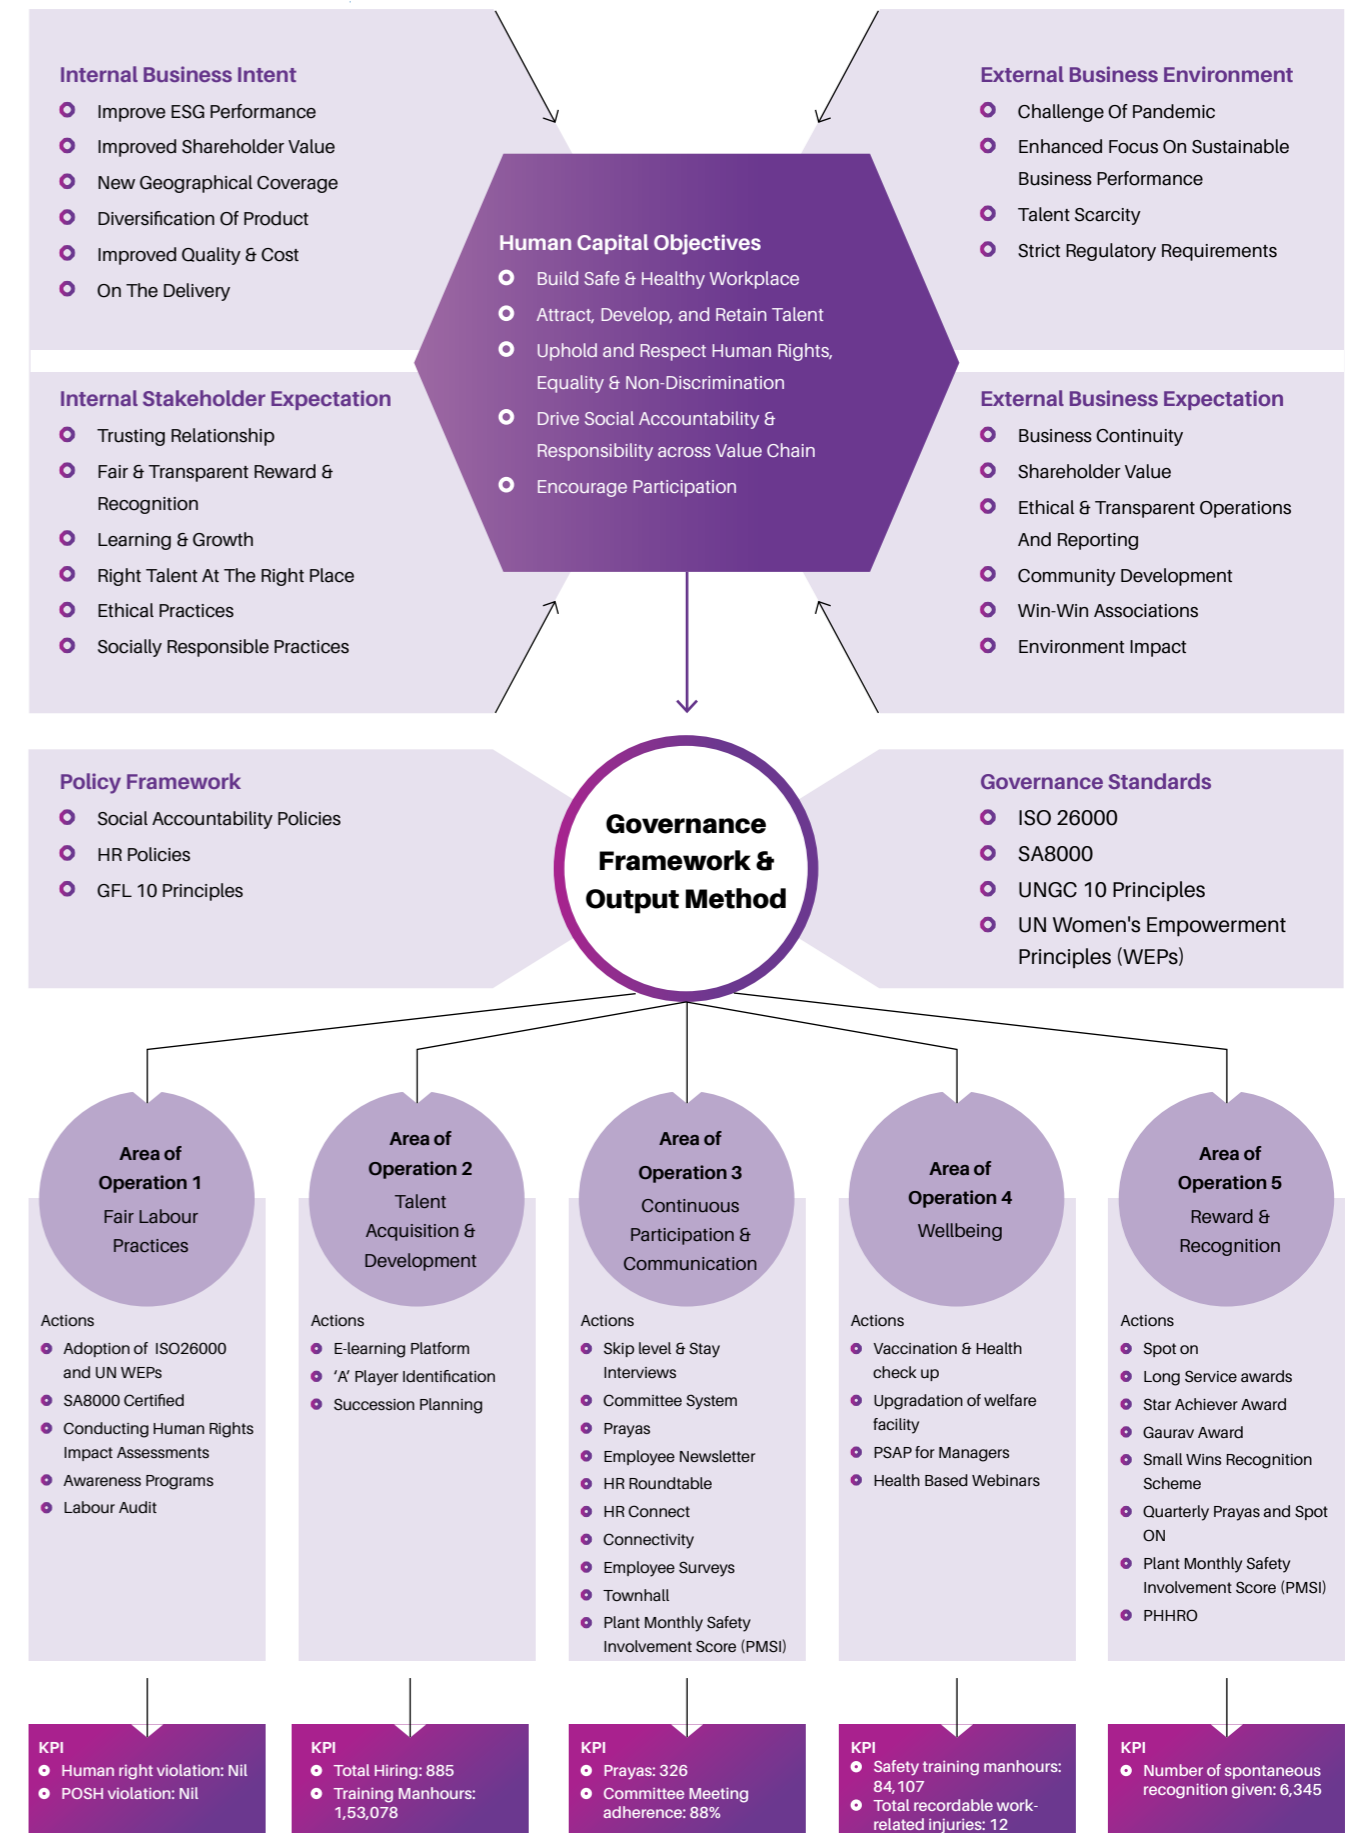 Internal Business Intent
Improve ESG Performance
Improved Shareholder Value
New Geographical Coverage
Diversification Of Product
Improved Quality & Cost
On The Delivery
External Business Environment
Challenge Of Pandemic
Enhanced Focus On Sustainable
Business Performance
Talent Scarcity
Strict Regulatory Requirements
Human Capital Objectives
Build Safe & Healthy Workplace
Attract, Develop, and Retain Talent
Uphold and Respect Human Rights,
Equality & Non-Discrimination
Drive Social Accountability &
Responsibility across Value Chain
Encourage Participation
Internal Stakeholder Expectation
Trusting Relationship
Fair & Transparent Reward &
Recognition
Learning & Growth
Right Talent At The Right Place
Ethical Practices
Socially Responsible Practices
External Business Expectation
Business Continuity
Shareholder Value
Ethical & Transparent Operations
And Reporting
Community Development
Win-Win Associations
Environment Impact
Policy Framework
Social Accountability Policies
HR Policies
GFL 10 Principles
Governance
Framework &
Output Method
Governance Standards
ISO 26000
SA8000
UNGC 10 Principles
UN Women's Empowerment
Principles (WEPs)
Area of
Operation 1
Fair Labour
Practices
Actions
Adoption of ISO26000
and UN WEPs
SA8000 Certified
Conducting Human Rights
Impact Assessments
Awareness Programs
Labour Audit
KPI
Human right violation: Nil
POSH violation: Nil
Area of
Operation 2
Talent
Acquisition &
Development
Actions
E-learning Platform
‘A’ Player Identification
Succession Planning
KPI
Total Hiring: 885
Training Manhours:
1,53,078
Area of
Operation 3
Continuous
Participation &
Communication
Actions
Skip level & Stay
Interviews
Committee System
Prayas
Employee Newsletter
HR Roundtable
HR Connect
Connectivity
Employee Surveys
Townhall
Plant Monthly Safety
Involvement Score (PMSI)
KPI
Prayas: 326
Committee Meeting
adherence: 88%
Area of
Operation 4
Wellbeing
Actions
Vaccination & Health
check up
Upgradation of welfare
facility
PSAP for Managers
Health Based Webinars
KPI
Safety training manhours:
84,107
Total recordable work-
related injuries: 12
Area of
Operation 5
Reward &
Recognition
Actions
Spot on
Long Service awards
Star Achiever Award
Gaurav Award
Small Wins Recognition
Scheme
Quarterly Prayas and Spot
ON
Plant Monthly Safety
Involvement Score (PMSI)
PHHRO
KPI
Number of spontaneous
recognition given: 6,345